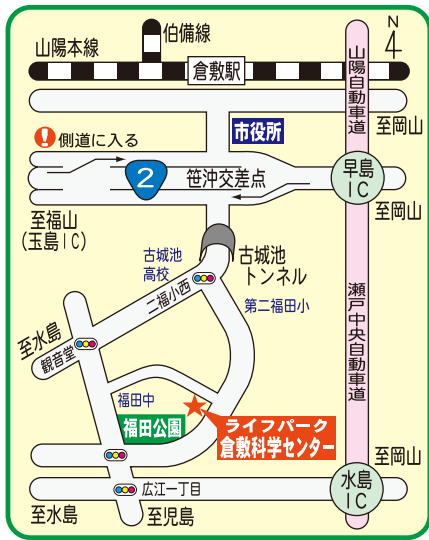 伯備線
山陽本線
N
4
倉敷駅
山陽自動車道
至岡山
市役所
側道に入る
2
笹沖交差点
早島
IC
至岡山
至福山
(玉島IC)
古城池
高校
古城池
トンネル
二福小西
第二福田小
至水島
観音堂
瀬戸中央自動車道
福田中
福田公園
ライフパーク
倉敷科学センター
至岡山
水島
IC
広江一丁目
至水島
至児島